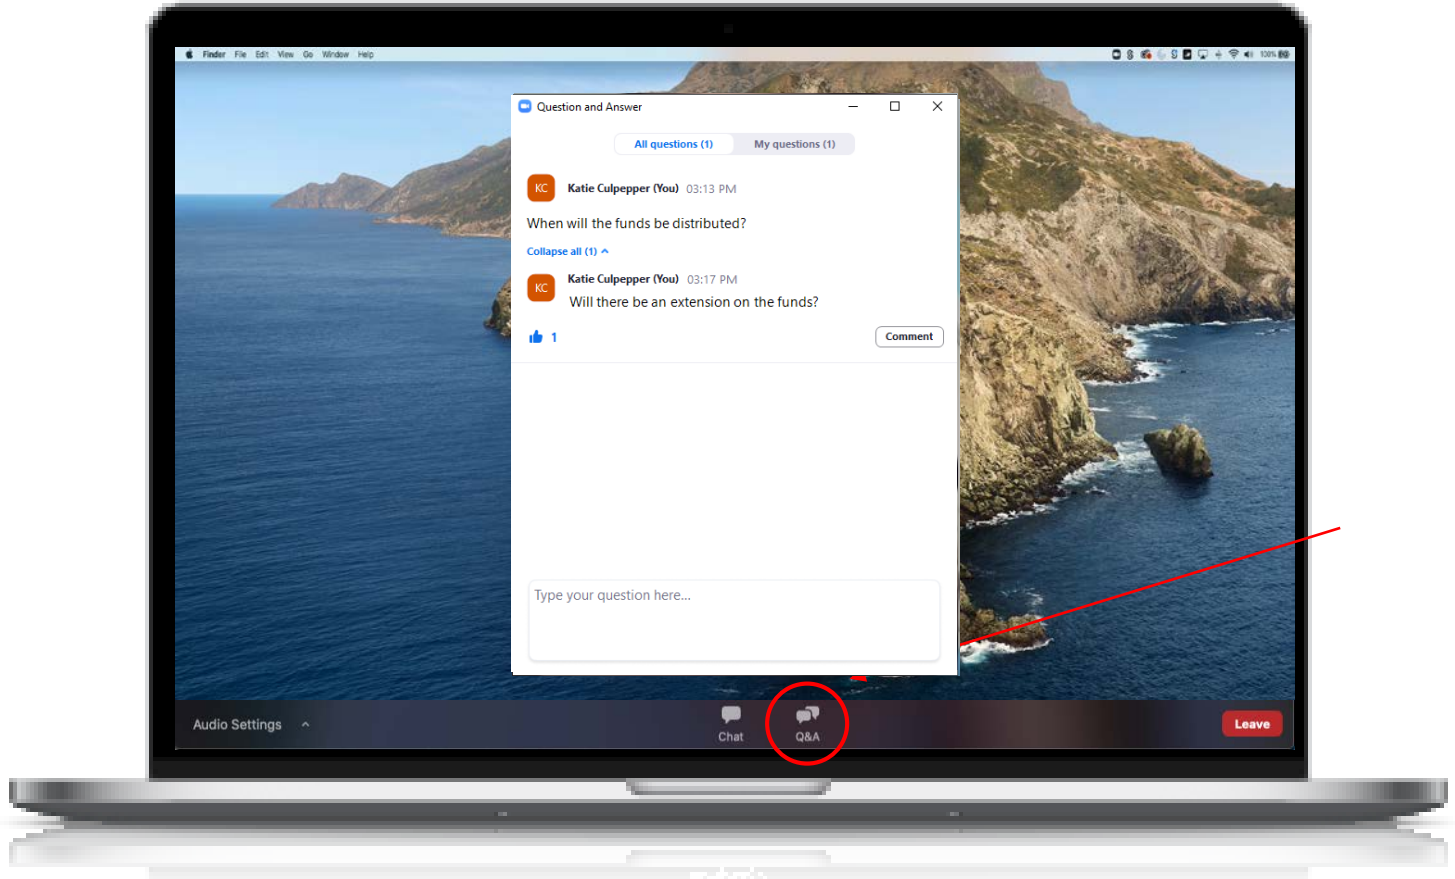 Finder File Edit View Go Window Help
100%
Question and Answer
All questions (1) My questions (1)
KC Katie Culpepper (You) 03:13 PM
When will the funds be distributed?
Collapse all (1)
KC Katie Culpepper (You) 03:17 PM
Will there be an extension on the funds?
1 Comment
Type your question here...
Audio Settings Chat Q&A Leave